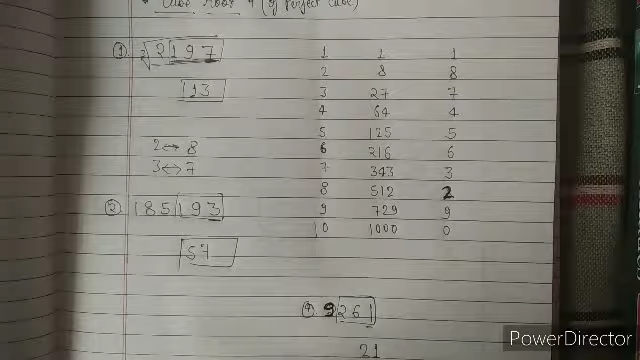 * Cube Root of (of Perfect Cube)
① ∛2197
13
2 ↔ 8
3 ↔ 7
② 185193
57
1 1 1
2 8 8
3 27 7
4 64 4
5 125 5
6 216 6
7 343 3
8 512 2
9 729 9
10 1000 0
④ 9261
21
PowerDirector